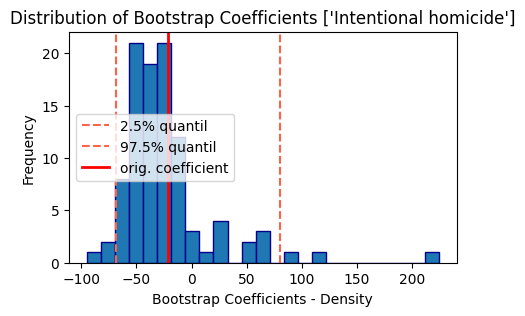 Distribution of Bootstrap Coefficients ['Intentional homicide']
Frequency
20
15
10
5
0
2.5% quantil
97.5% quantil
orig. coefficient
−100
−50
0
50
100
150
200
Bootstrap Coefficients - Density